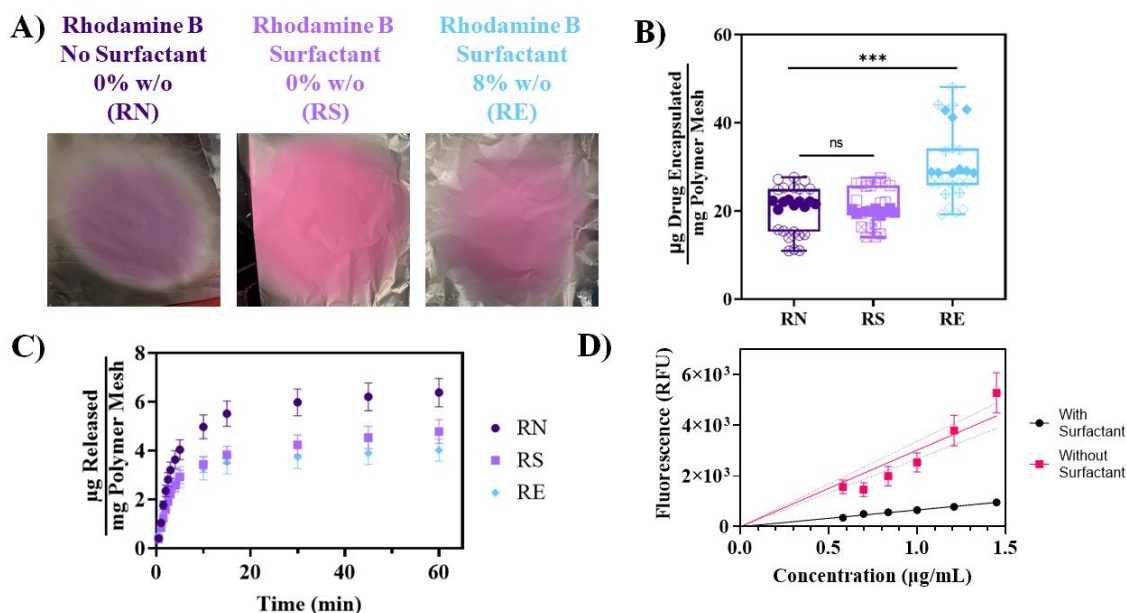 A)
Rhodamine B
No Surfactant
0% w/o
(RN)
Rhodamine B
Surfactant
0% w/o
(RS)
Rhodamine B
Surfactant
8% w/o
(RE)
B)
µg Drug Encapsulated
mg Polymer Mesh
60
40
20
0
***
ns
RN
RS
RE
C)
µg Released
mg Polymer Mesh
8
6
4
2
0
0
20
40
60
Time (min)
RN
RS
RE
D)
Fluorescence (RFU)
6×10³
4×10³
2×10³
0
0.0
0.5
1.0
1.5
Concentration (µg/mL)
With
Surfactant
Without
Surfactant